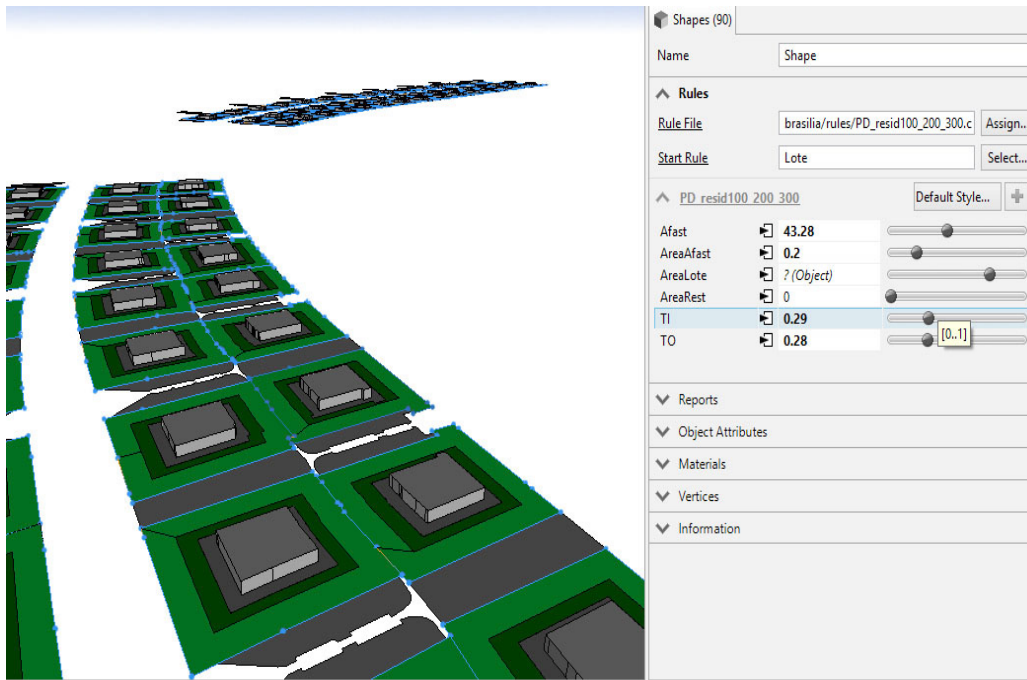 Shapes (90)
Name Shape
Rules
Rule File brasilia/rules/PD_resid100_200_300.c Assign...
Start Rule Lote Select...
PD_resid100_200_300 Default Style...
Afast 43.28
AreaAfast 0.2
AreaLote ? (Object)
AreaRest 0
TI 0.29
[0..1]
TO 0.28
Reports
Object Attributes
Materials
Vertices
Information